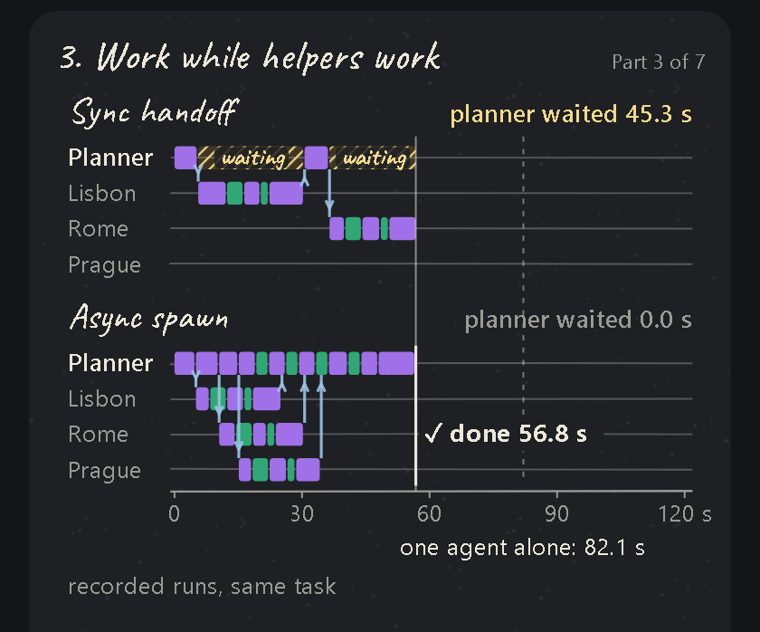 3. Work while helpers work
Part 3 of 7
Sync handoff
planner waited 45.3 s
Planner
waiting
waiting
Lisbon
Rome
Prague
Async spawn
planner waited 0.0 s
Planner
Lisbon
Rome
✓ done 56.8 s
Prague
0 30 60 90 120 s
one agent alone: 82.1 s
recorded runs, same task